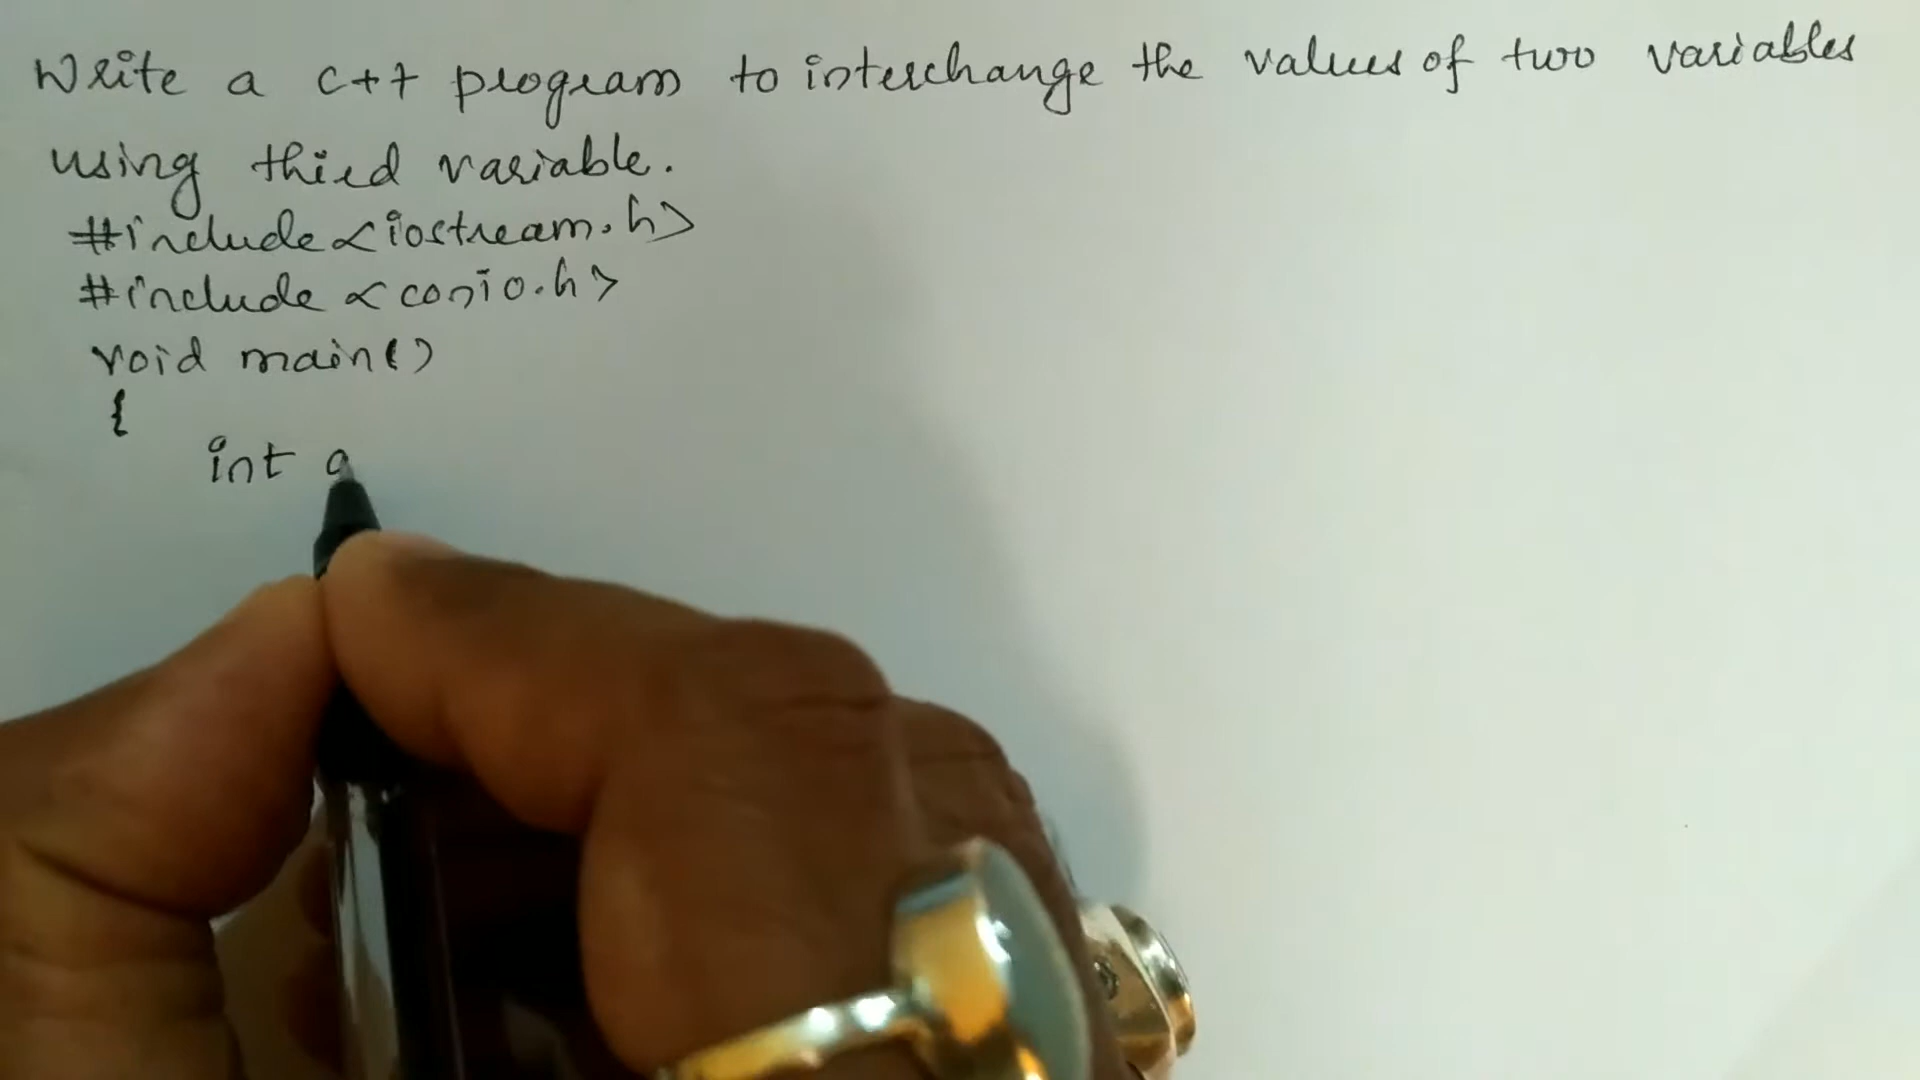 Write a c++ program to interchange the values of two variables
using third variable.
#include<iostream.h>
#include <conio.h>
void main()
{
int a